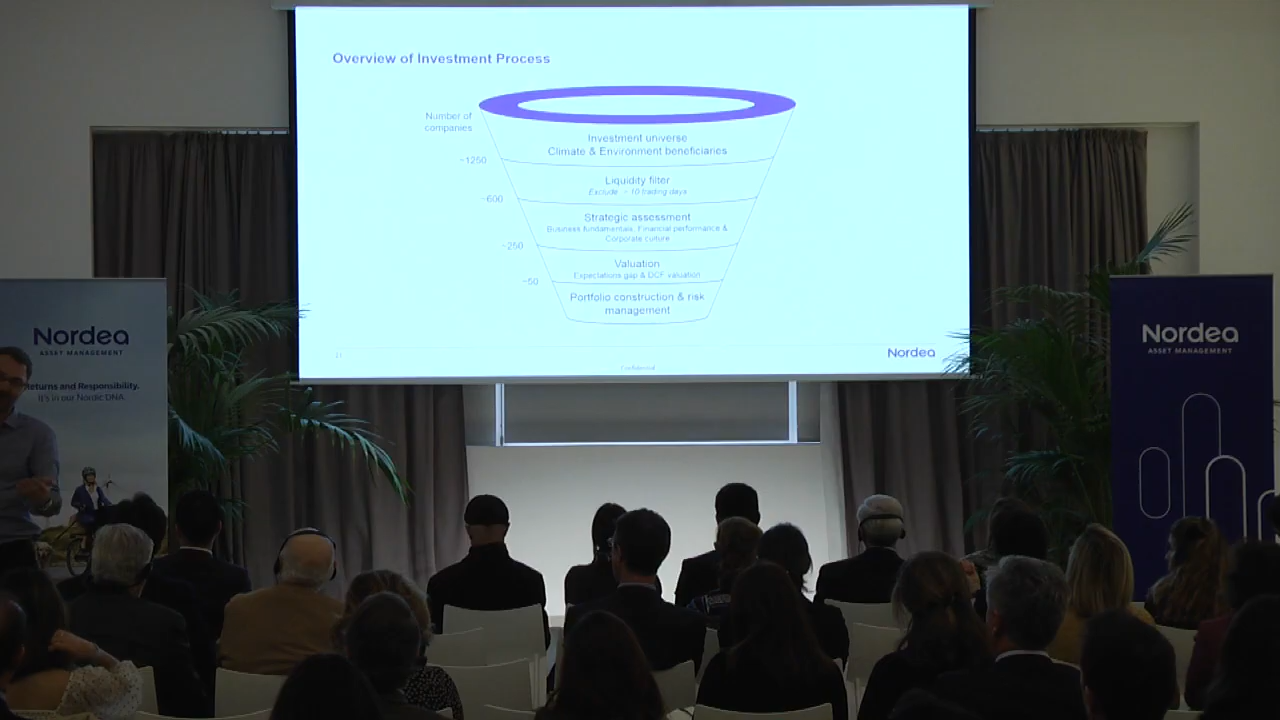 Overview of Investment Process
Number of
companies
Investment universe
Climate & Environment beneficiaries
~1250
Liquidity filter
Exclude > 10 trading days
~600
Strategic assessment
Business fundamentals, Financial performance &
Corporate culture
~250
Valuation
Expectations gap & DCF valuation
~50
Portfolio construction & risk
management
Nordea
Confidential
Nordea
ASSET MANAGEMENT
Returns and Responsibility.
It's in our Nordic DNA.
Nordea
ASSET MANAGEMENT